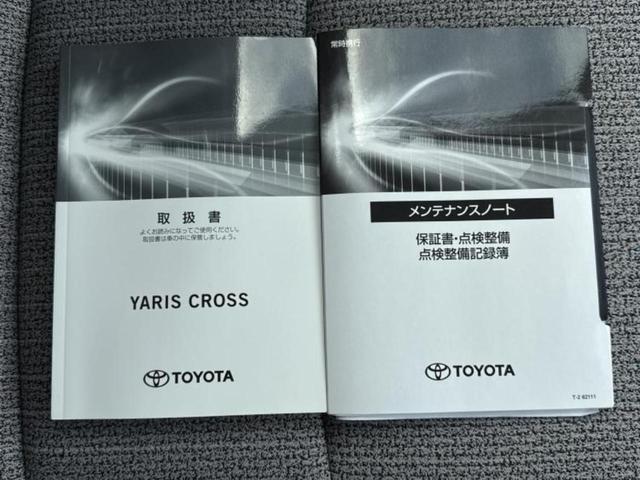 取扱書
よくお読みになってご使用ください。
取扱書は車の中に保管しましょう。
YARIS CROSS
TOYOTA
常時携行
メンテナンスノート
保証書・点検整備
点検整備記録簿
TOYOTA
T-2 62111